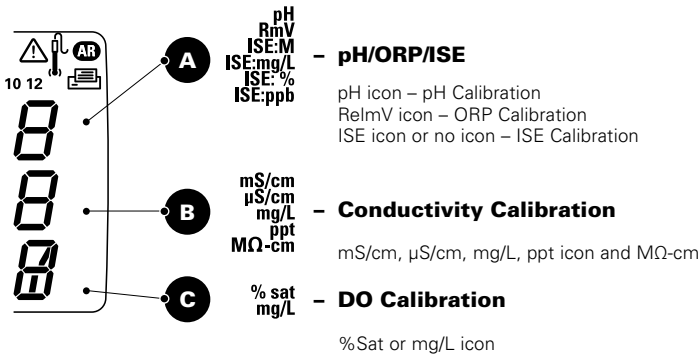 pH
RmV
ISE:M
ISE:mg/L
ISE: %
ISE:ppb
AR
10 12
A
– pH/ORP/ISE
pH icon – pH Calibration
RelmV icon – ORP Calibration
ISE icon or no icon – ISE Calibration
8
8
8
B
mS/cm
µS/cm
mg/L
ppt
MΩ-cm
– Conductivity Calibration
mS/cm, µS/cm, mg/L, ppt icon and MΩ-cm
C
% sat
mg/L
– DO Calibration
%Sat or mg/L icon